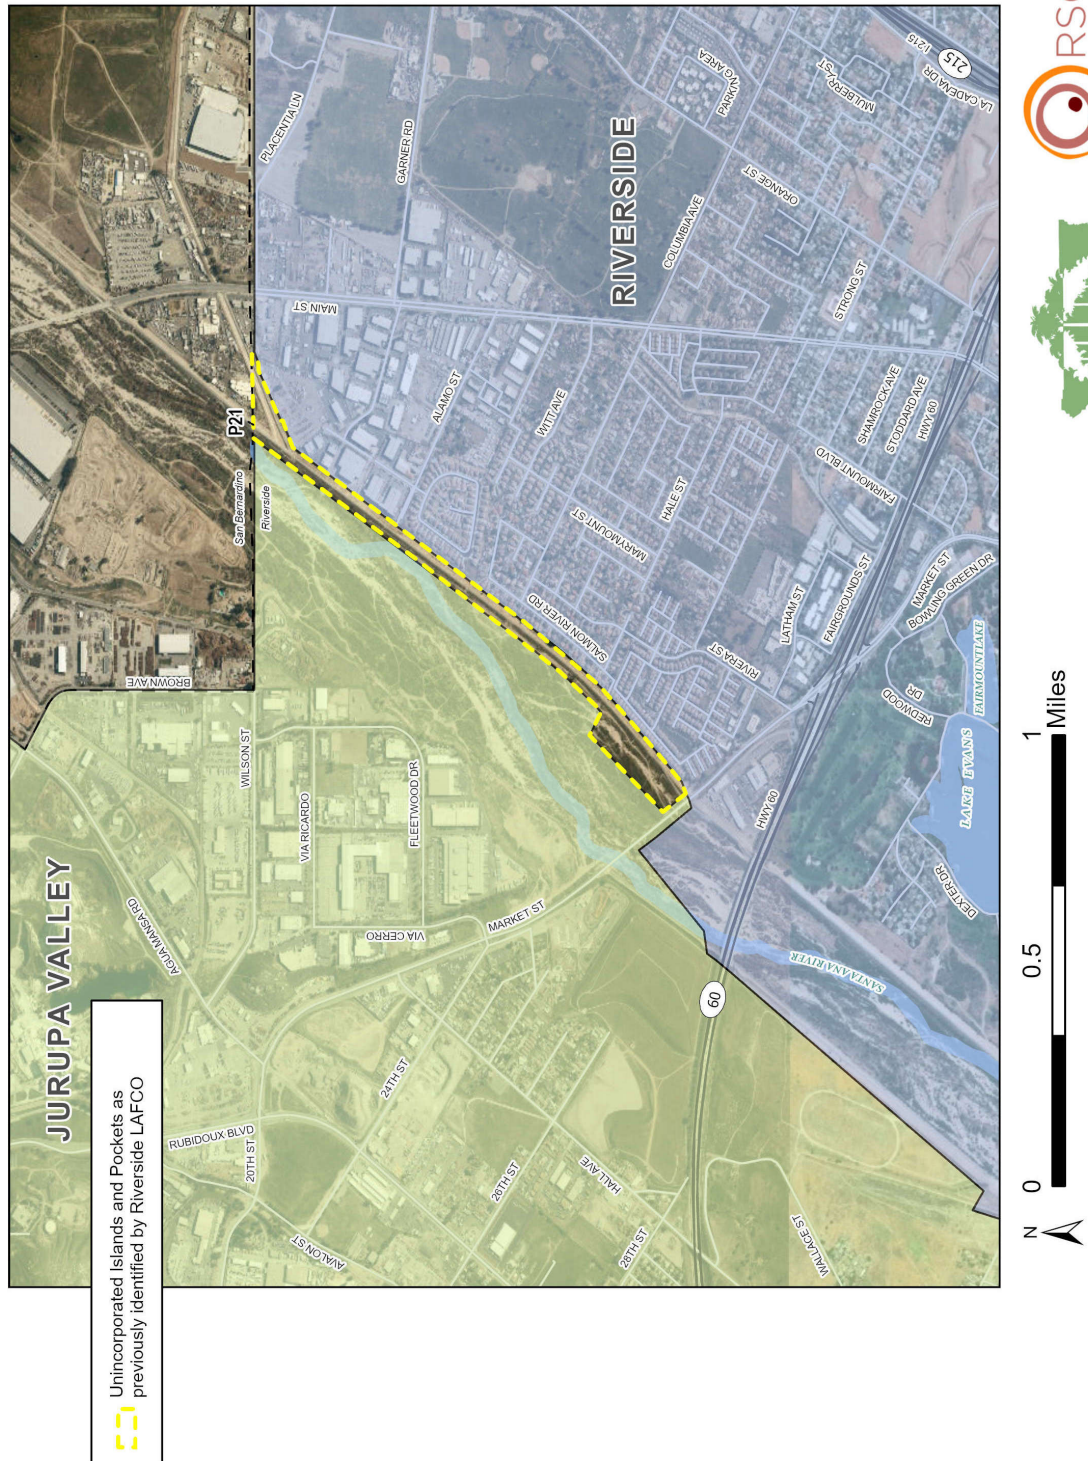 Unincorporated Islands and Pockets as
previously identified by Riverside LAFCO
JURUPA VALLEY
RIVERSIDE
P21
San Bernardino
Riverside
BROWN AVE
AGUA MANSA RD
WILSON ST
VIA RICARDO
FLEETWOOD DR
VIA CERRO
MARKET ST
RUBIDOUX BLVD
20TH ST
24TH ST
AVALON ST
26TH ST
28TH ST
HALL AVE
WALLACE ST
60
SANTA ANA RIVER
PLACENTIA LN
GARNER RD
MAIN ST
ALAMO ST
WITT AVE
COLUMBIA AVE
PARKING AREA
MULBERRY ST
I-215
215
LA CADENA DR
ORANGE ST
STRONG ST
SHAMROCK AVE
STODDARD AVE
HWY 60
FAIRMOUNT BLVD
MARYMOUNT ST
HALE ST
SALMON RIVER RD
RIVERA ST
LATHAM ST
FAIRGROUNDS ST
MARKET ST
BOWLING GREEN DR
REDWOOD
DR
HWY 60
FAIRMOUNT LAKE
LAKE EVANS
DEXTER DR
N
0
0.5
1
Miles